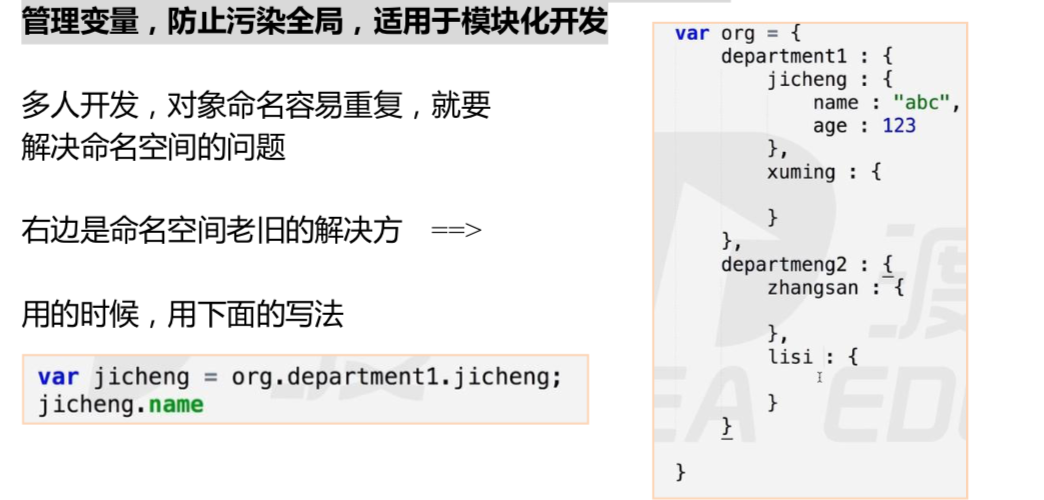 管理变量，防止污染全局，适用于模块化开发
多人开发，对象命名容易重复，就要
解决命名空间的问题
右边是命名空间老旧的解决方 ==>
用的时候，用下面的写法
var jicheng = org.department1.jicheng;
jicheng.name
var org = {
department1 : {
jicheng : {
name : "abc",
age : 123
},
xuming : {
}
},
departmeng2 : {
zhangsan : {
},
lisi : {
}
}
}
渡
EA EDU